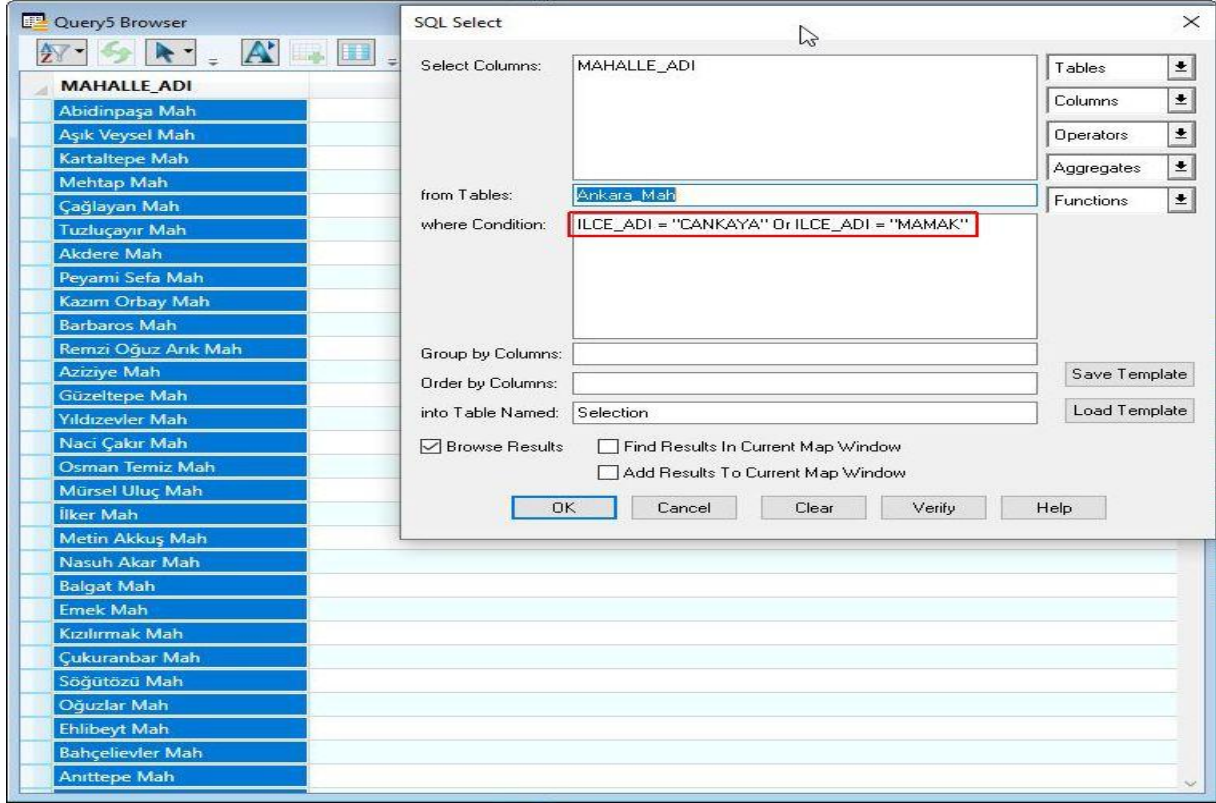 Query5 Browser
MAHALLE_ADI
Abidinpaşa Mah
Aşık Veysel Mah
Kartaltepe Mah
Mehtap Mah
Çağlayan Mah
Tuzluçayır Mah
Akdere Mah
Peyami Sefa Mah
Kazım Orbay Mah
Barbaros Mah
Remzi Oğuz Arık Mah
Aziziye Mah
Güzeltepe Mah
Yıldızevler Mah
Naci Çakır Mah
Osman Temiz Mah
Mürsel Uluç Mah
İlker Mah
Metin Akkuş Mah
Nasuh Akar Mah
Balgat Mah
Emek Mah
Kızılırmak Mah
Çukuranbar Mah
Söğütözü Mah
Oğuzlar Mah
Ehlibeyt Mah
Bahçelievler Mah
Anıttepe Mah
SQL Select
Select Columns: MAHALLE_ADI
Tables
Columns
Operators
Aggregates
Functions
from Tables: Ankara_Mah
where Condition: ILCE_ADI = "CANKAYA" Or ILCE_ADI = "MAMAK"
Group by Columns:
Order by Columns:
into Table Named: Selection
Save Template
Load Template
Browse Results Find Results In Current Map Window
Add Results To Current Map Window
OK Cancel Clear Verify Help